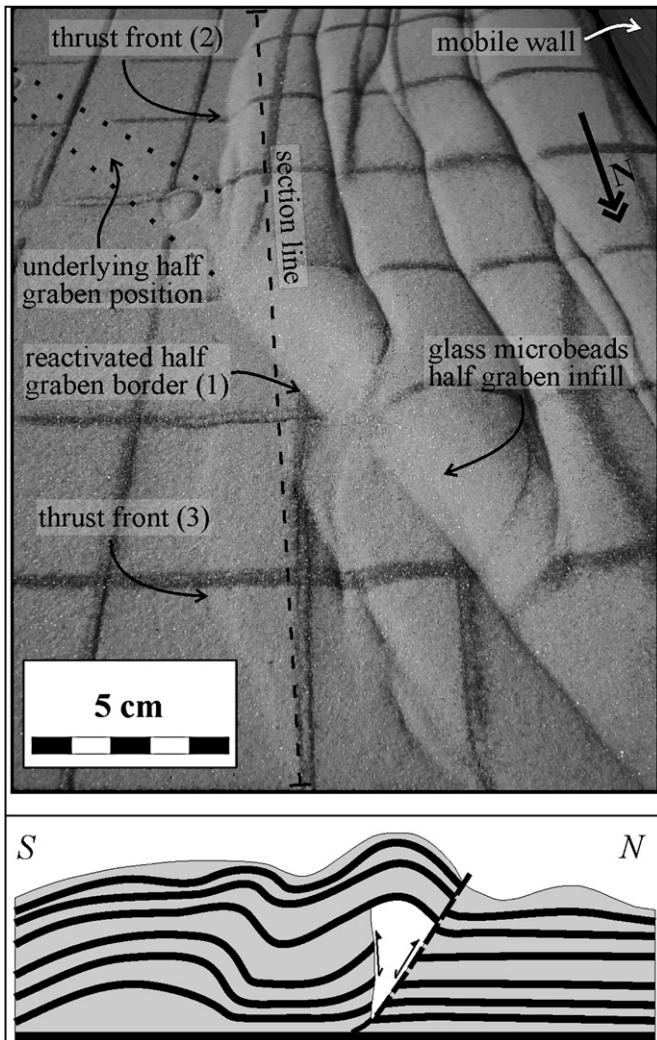 thrust front (2)
mobile wall
section line
N
underlying half
graben position
reactivated half
graben border (1)
glass microbeads
half graben infill
thrust front (3)
5 cm
S
N